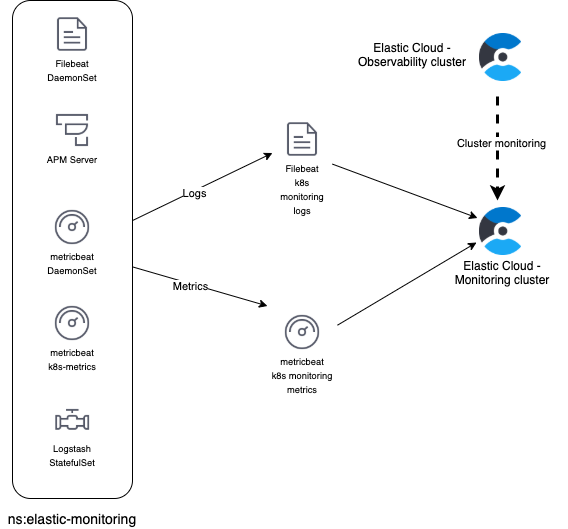 Filebeat
DaemonSet
APM Server
metricbeat
DaemonSet
metricbeat
k8s-metrics
Logstash
StatefulSet
ns:elastic-monitoring
Logs
Metrics
Filebeat
k8s
monitoring
logs
metricbeat
k8s monitoring
metrics
Elastic Cloud -
Observability cluster
Cluster monitoring
Elastic Cloud -
Monitoring cluster